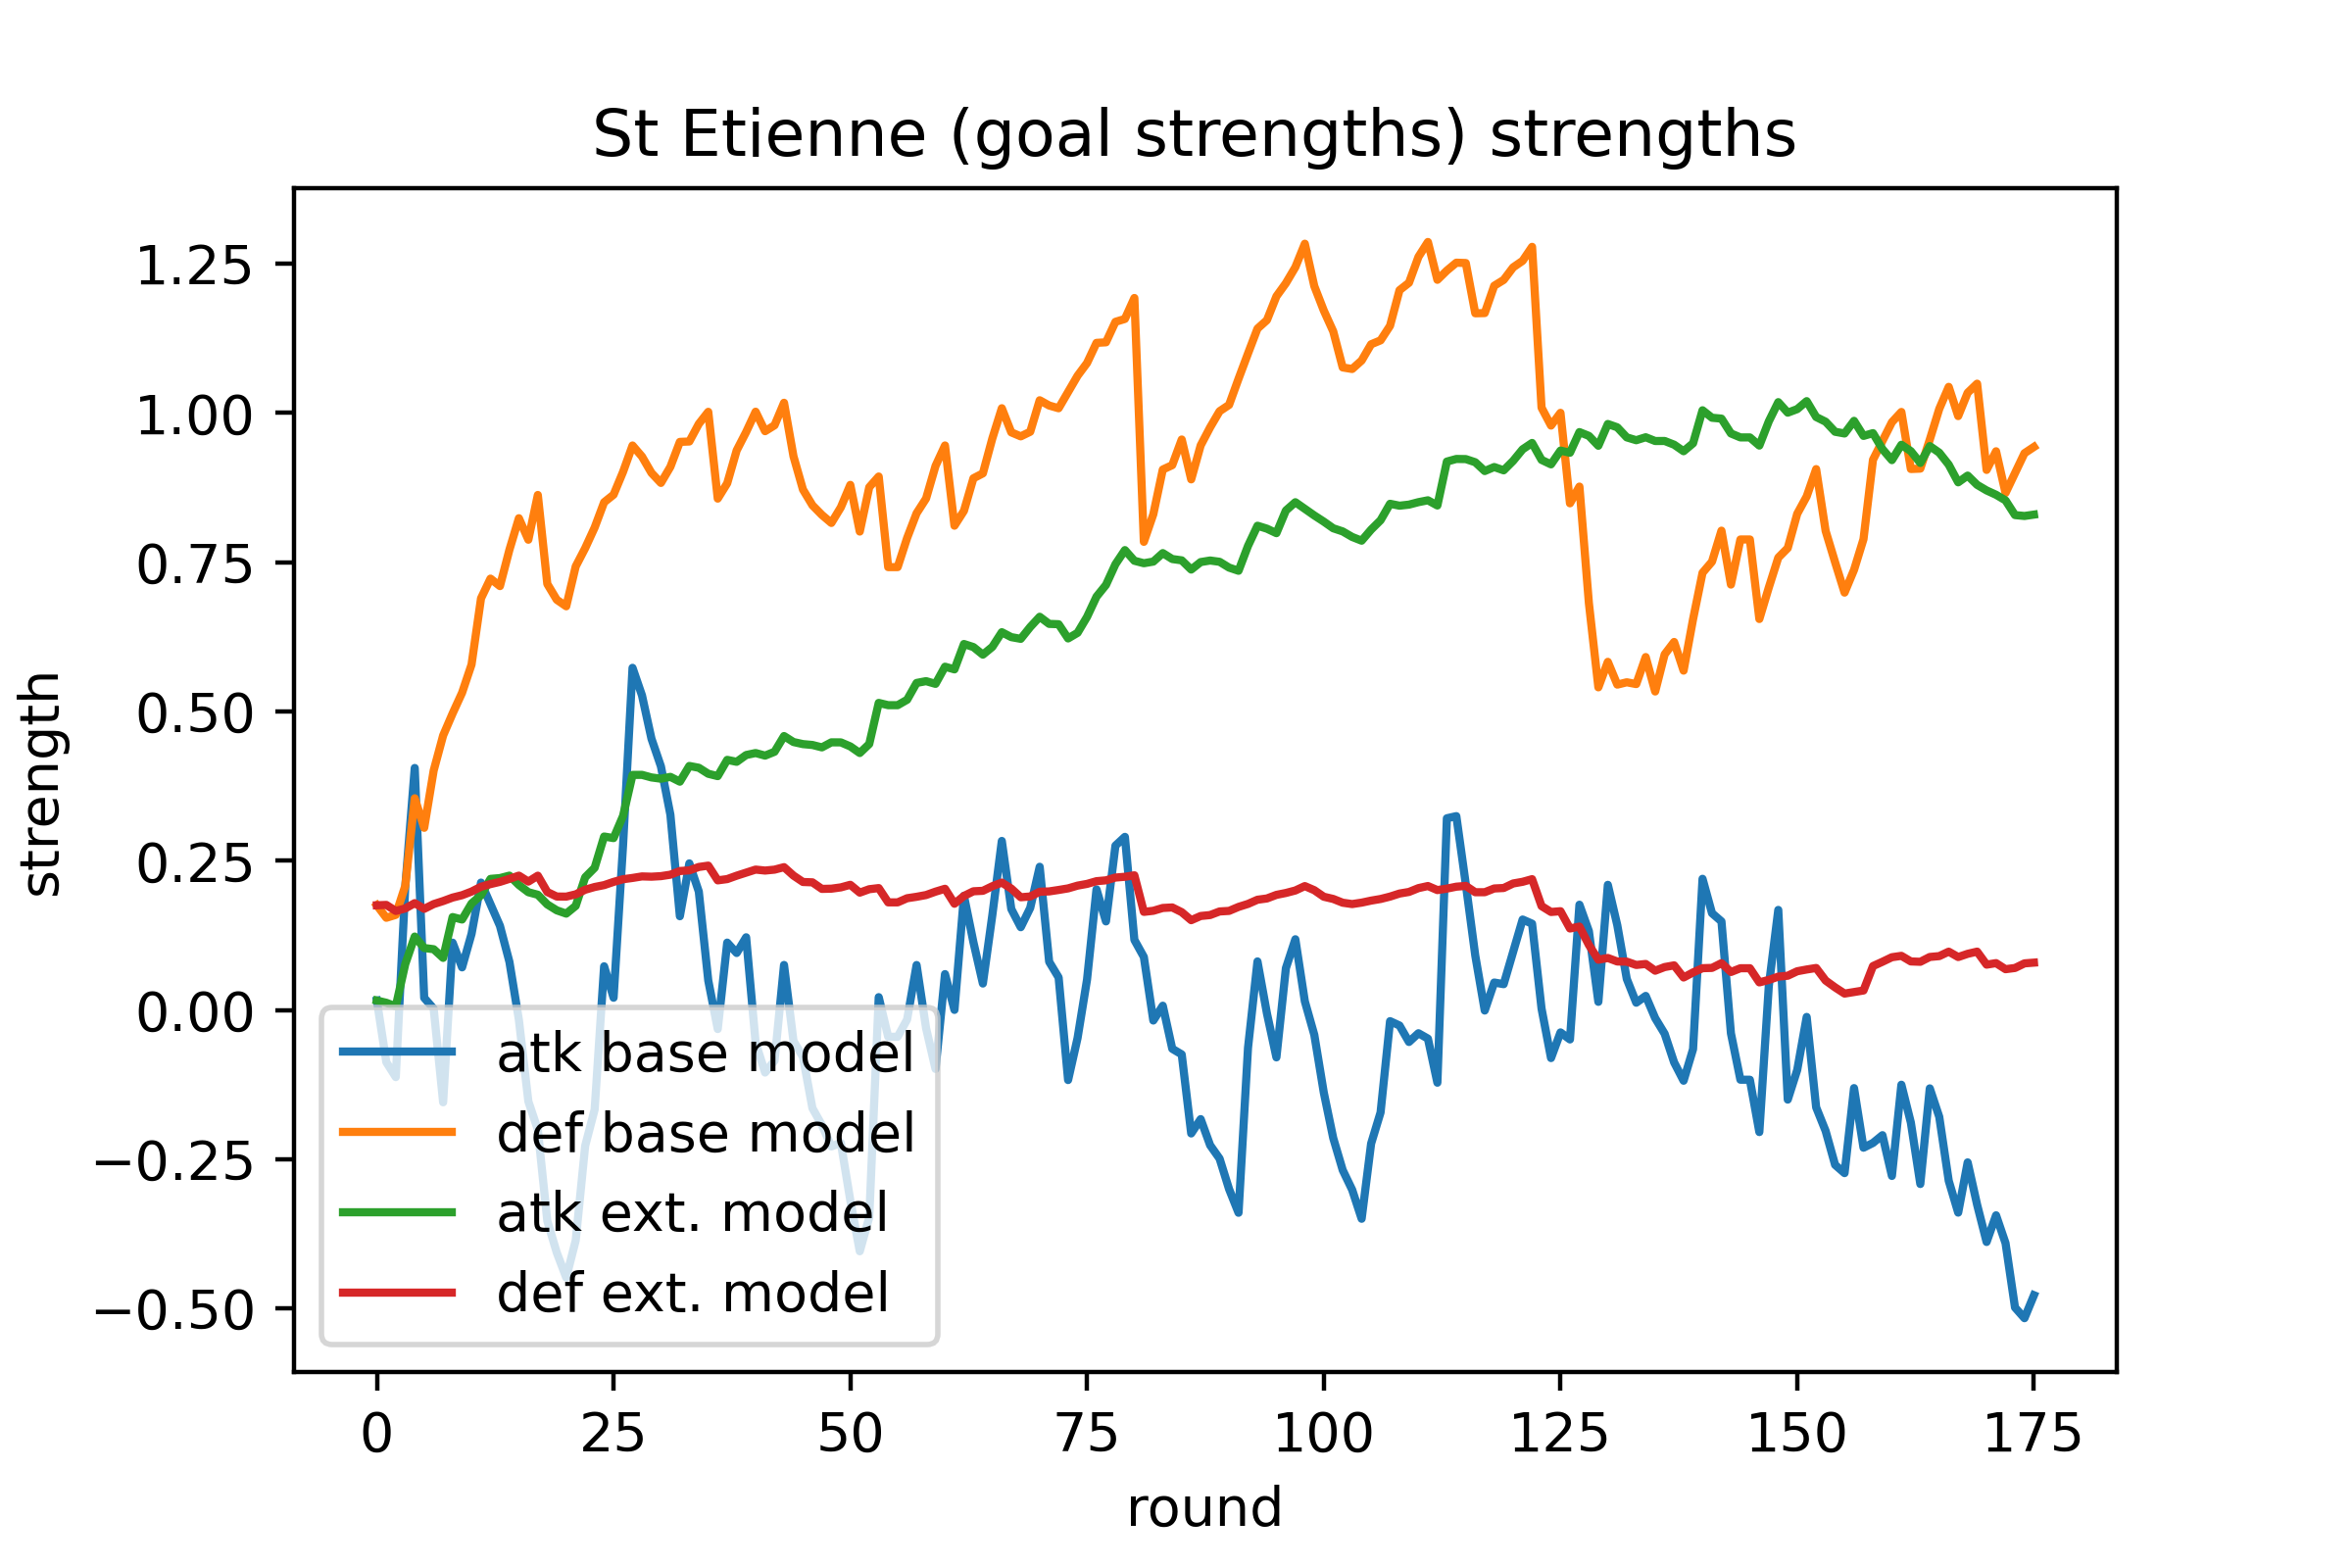 St Etienne (goal strengths) strengths
strength
1.25
1.00
0.75
0.50
0.25
0.00
−0.25
−0.50
atk base model
def base model
atk ext. model
def ext. model
0 25 50 75 100 125 150 175
round